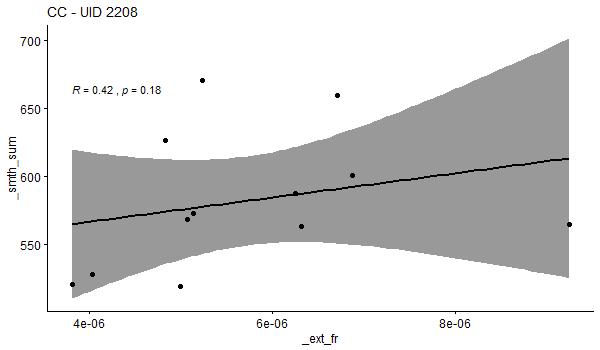 CC - UID 2208
R = 0.42 , p = 0.18
700
650
600
550
_smth_sum
4e-06
6e-06
8e-06
_ext_fr